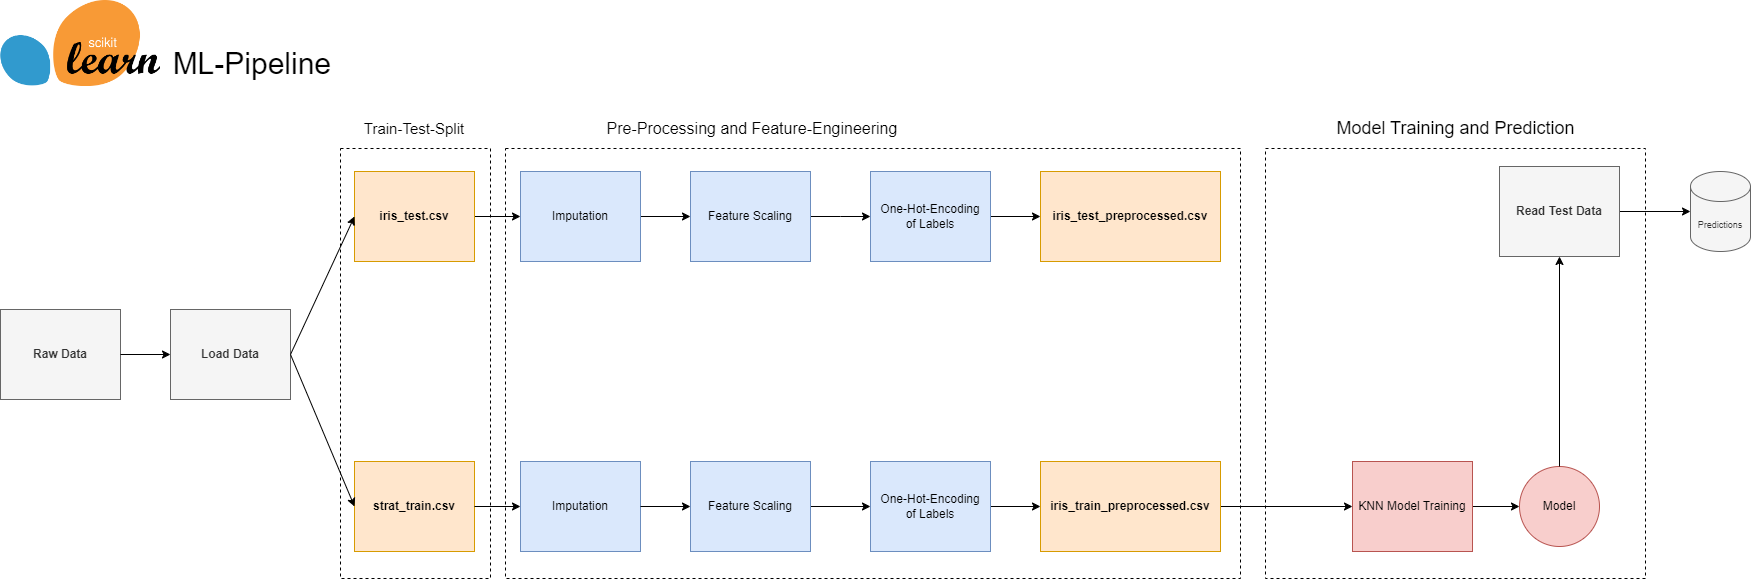 scikit
learn
ML-Pipeline
Train-Test-Split
Pre-Processing and Feature-Engineering
Model Training and Prediction
iris_test.csv
Imputation
Feature Scaling
One-Hot-Encoding
of Labels
iris_test_preprocessed.csv
Read Test Data
Predictions
Raw Data
Load Data
strat_train.csv
Imputation
Feature Scaling
One-Hot-Encoding
of Labels
iris_train_preprocessed.csv
KNN Model Training
Model